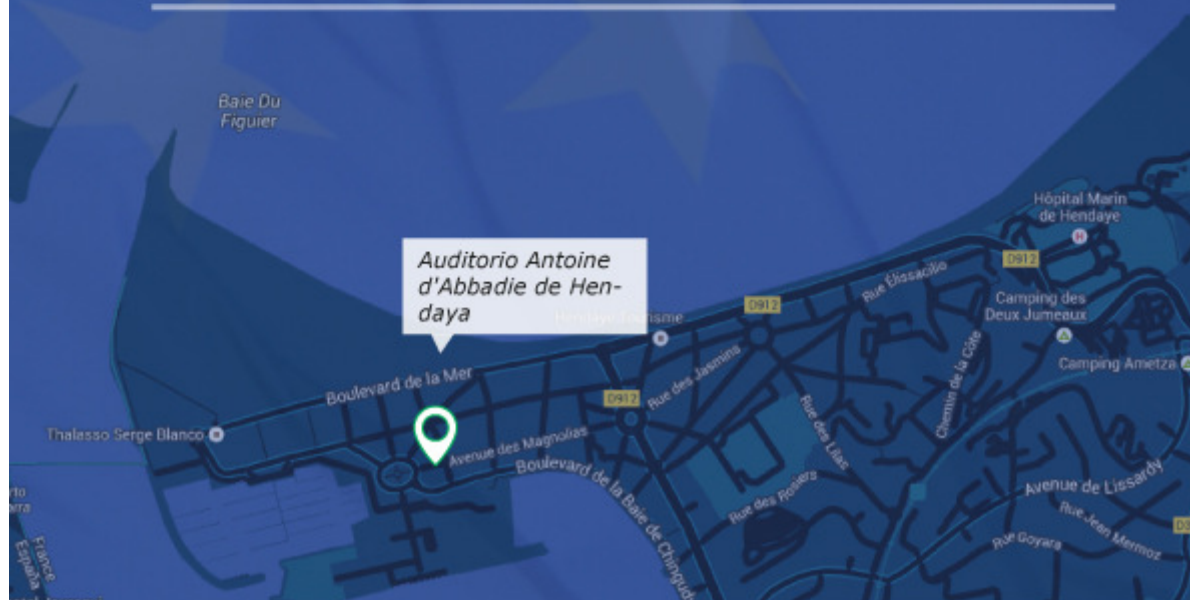 Baie Du
Figuier
Hôpital Marin
de Hendaye
Auditorio Antoine
d'Abbadie de Hen-
daya
D912
Rue Élissacilio
Camping des
Deux Jumeaux
D912
Hendaye Tourisme
Camping Ametza
Rue des Jasmins
Chemin de la Côte
Boulevard de la Mer
D912
Rue des Lilas
Thalasso Serge Blanco
Avenue des Magnolias
Boulevard de la Baie de Chingud
Avenue de Lissardy
Rue des Rosiers
Rue Jean Mermoz
Rue Goyara
France
España